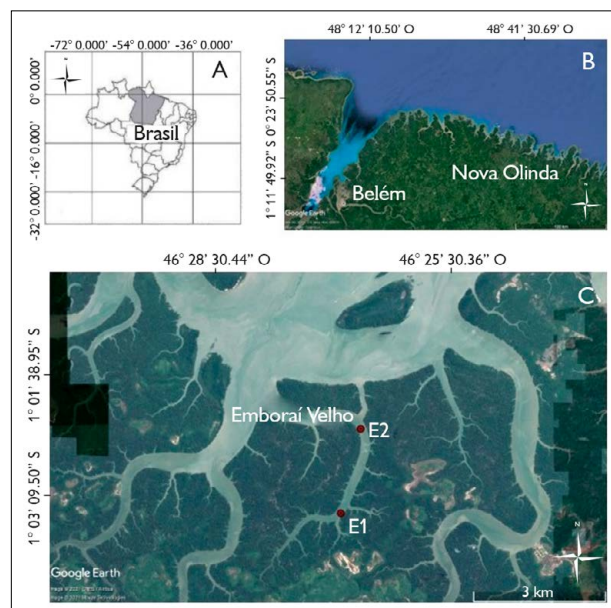 -72° 0.000' -54° 0.000' -36° 0.000'
A
0° 0.000'
-16° 0.000'
-32° 0.000'
Brasil
48° 12' 10.50' O 48° 41' 30.69' O
B
0° 23' 50.55'' S
1° 11' 49.92'' S
Nova Olinda
Belém
Google Earth
46° 28' 30.44'' O 46° 25' 30.36'' O
C
1° 01' 38.95'' S
1° 03' 09.50'' S
Emboraí Velho
E2
E1
Google Earth
N
3 km